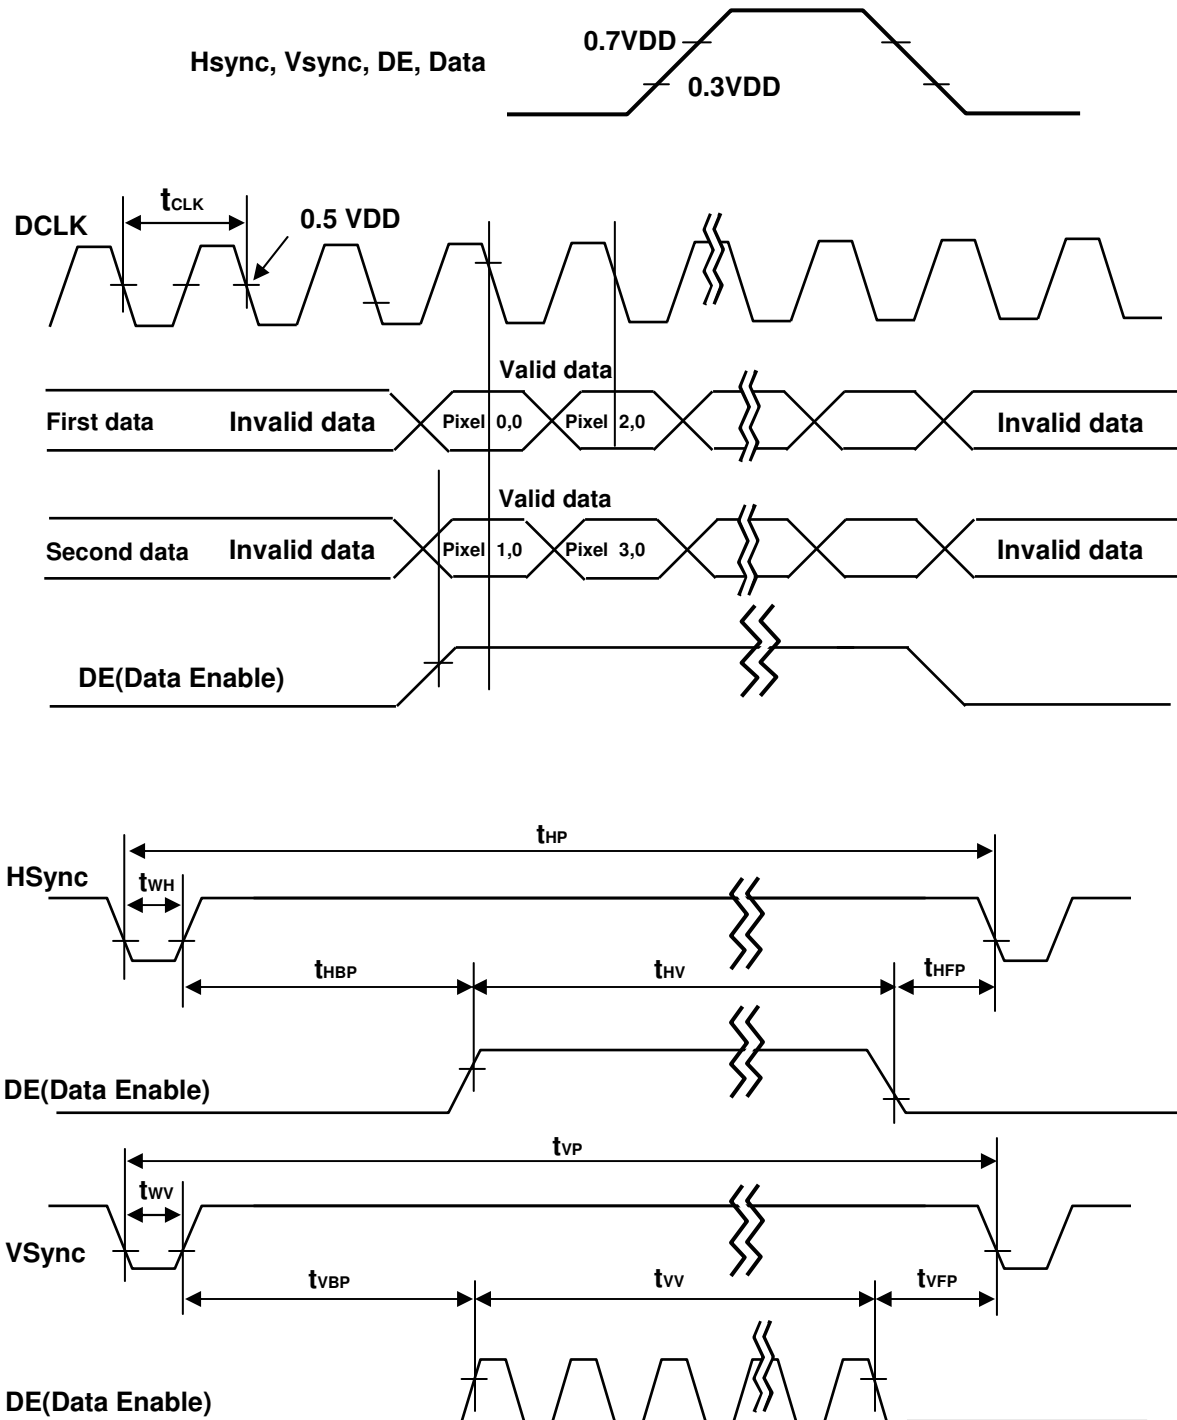 0.7VDD
Hsync, Vsync, DE, Data
0.3VDD
tCLK
DCLK
0.5 VDD
Valid data
First data Invalid data Pixel 0,0 Pixel 2,0 Invalid data
Valid data
Second data Invalid data Pixel 1,0 Pixel 3,0 Invalid data
DE(Data Enable)
tHP
HSync
tWH
tHBP tHV tHFP
DE(Data Enable)
tVP
tWV
VSync
tVBP tVV tVFP
DE(Data Enable)